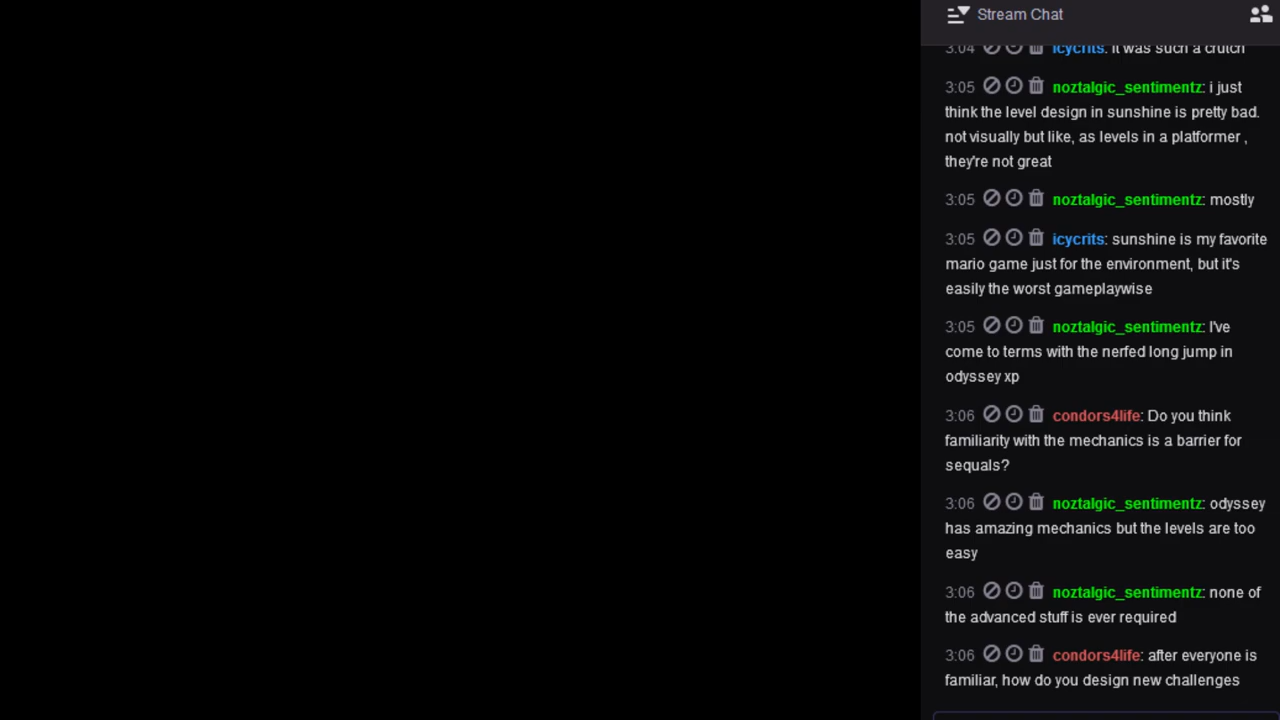 Stream Chat
3:04 icycrits: it was such a crutch
3:05 noztalgic_sentimentz: i just
think the level design in sunshine is pretty bad.
not visually but like, as levels in a platformer ,
they're not great
3:05 noztalgic_sentimentz: mostly
3:05 icycrits: sunshine is my favorite
mario game just for the environment, but it's
easily the worst gameplaywise
3:05 noztalgic_sentimentz: I've
come to terms with the nerfed long jump in
odyssey xp
3:06 condors4life: Do you think
familiarity with the mechanics is a barrier for
sequals?
3:06 noztalgic_sentimentz: odyssey
has amazing mechanics but the levels are too
easy
3:06 noztalgic_sentimentz: none of
the advanced stuff is ever required
3:06 condors4life: after everyone is
familiar, how do you design new challenges